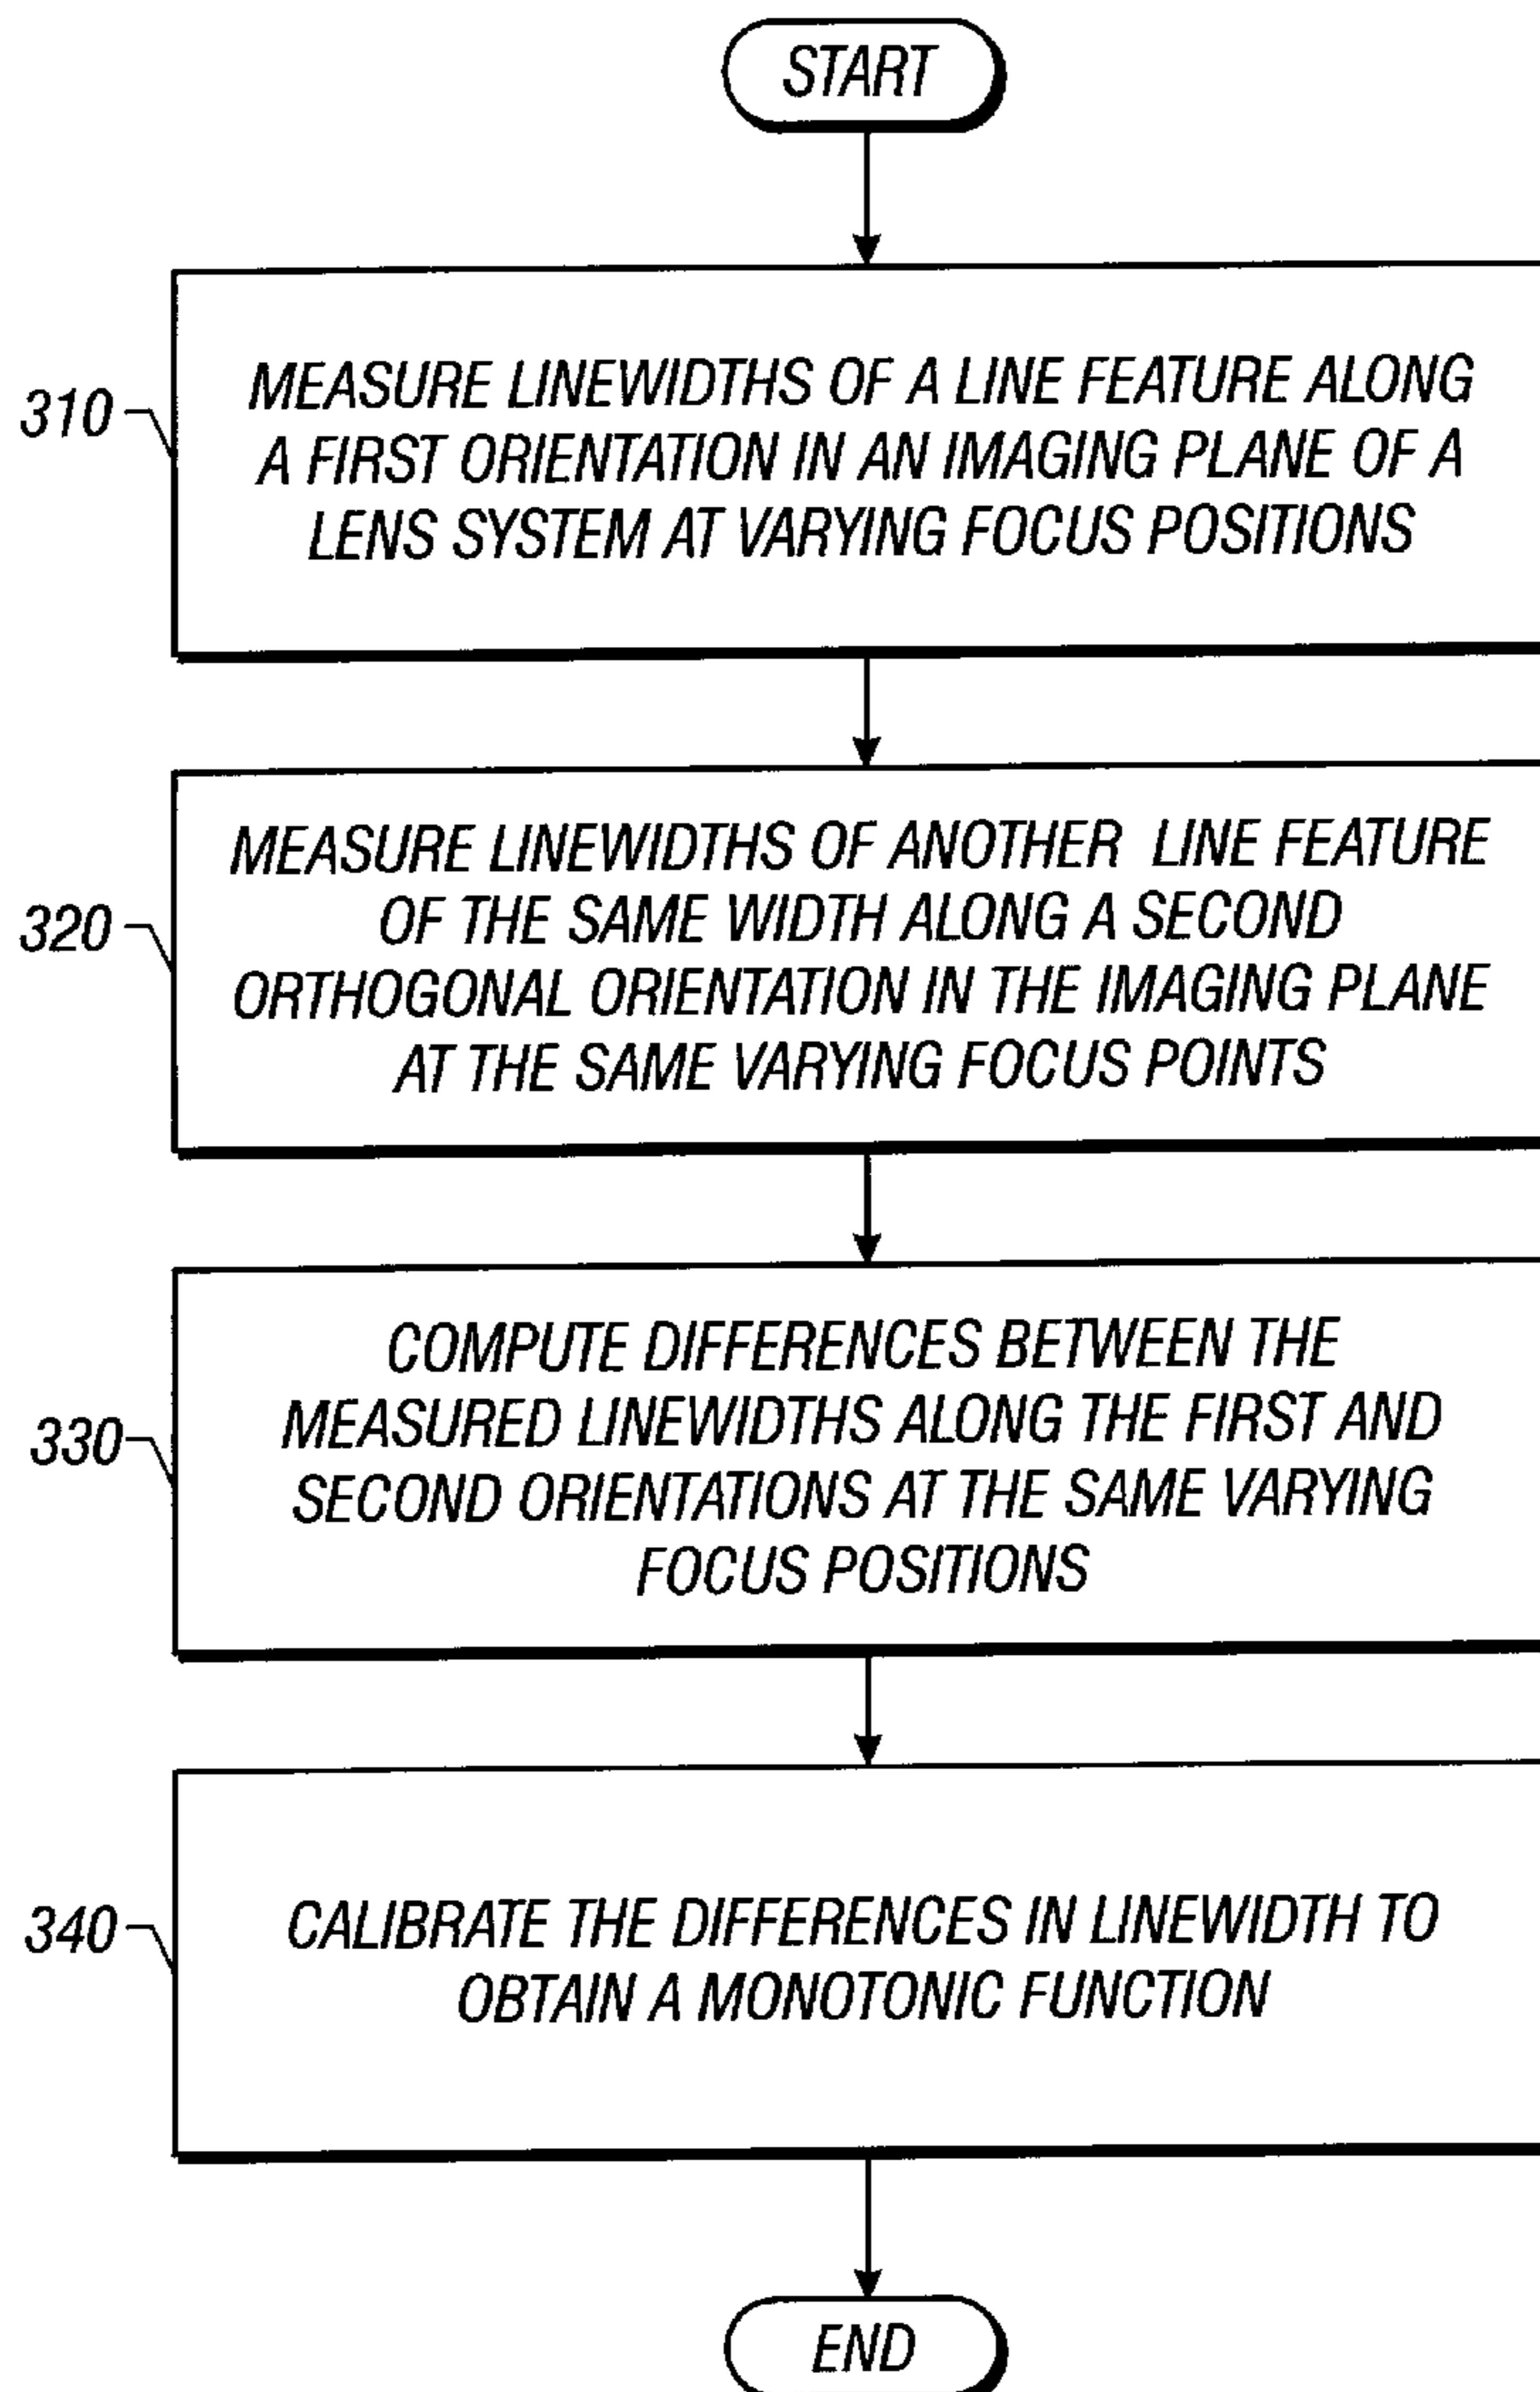 START
310
MEASURE LINEWIDTHS OF A LINE FEATURE ALONG
A FIRST ORIENTATION IN AN IMAGING PLANE OF A
LENS SYSTEM AT VARYING FOCUS POSITIONS
320
MEASURE LINEWIDTHS OF ANOTHER LINE FEATURE
OF THE SAME WIDTH ALONG A SECOND
ORTHOGONAL ORIENTATION IN THE IMAGING PLANE
AT THE SAME VARYING FOCUS POINTS
330
COMPUTE DIFFERENCES BETWEEN THE
MEASURED LINEWIDTHS ALONG THE FIRST AND
SECOND ORIENTATIONS AT THE SAME VARYING
FOCUS POSITIONS
340
CALIBRATE THE DIFFERENCES IN LINEWIDTH TO
OBTAIN A MONOTONIC FUNCTION
END